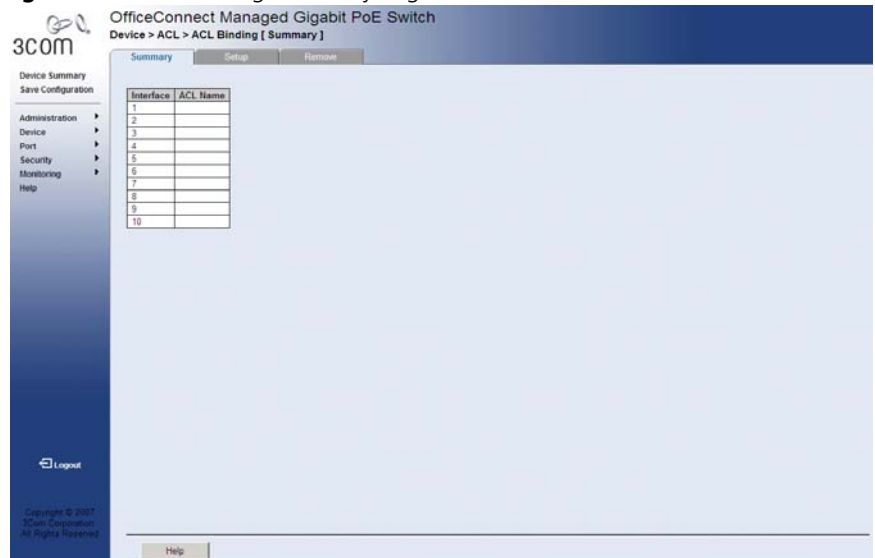 OfficeConnect Managed Gigabit PoE Switch
Device > ACL > ACL Binding [ Summary ]
3COM
Summary Setup Remove
Device Summary
Save Configuration
Administration
Device
Port
Security
Monitoring
Help
Interface ACL Name
1
2
3
4
5
6
7
8
9
10
Logout
Copyright © 2007
3Com Corporation
All Rights Reserved
Help